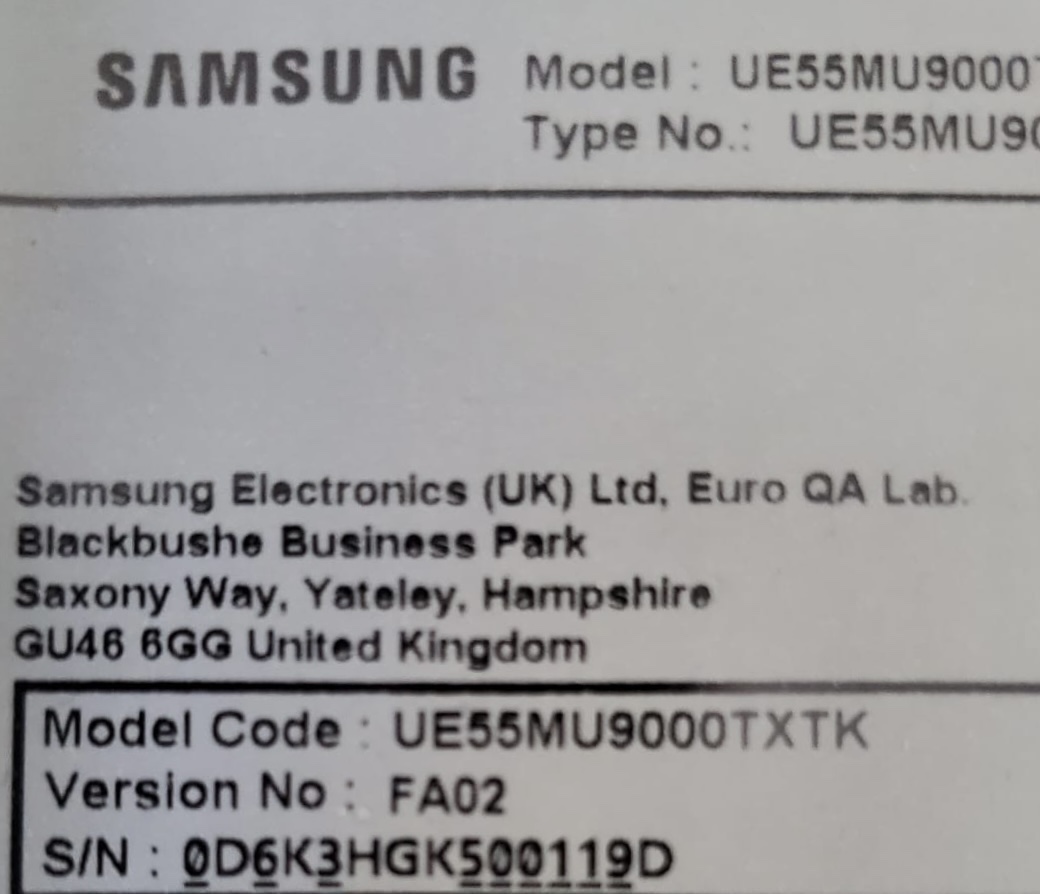 SAMSUNG
Model : UE55MU9000
Type No.: UE55MU90
Samsung Electronics (UK) Ltd, Euro QA Lab.
Blackbushe Business Park
Saxony Way, Yateley, Hampshire
GU46 6GG United Kingdom
Model Code : UE55MU9000TXTK
Version No : FA02
S/N : 0D6K3HGK500119D